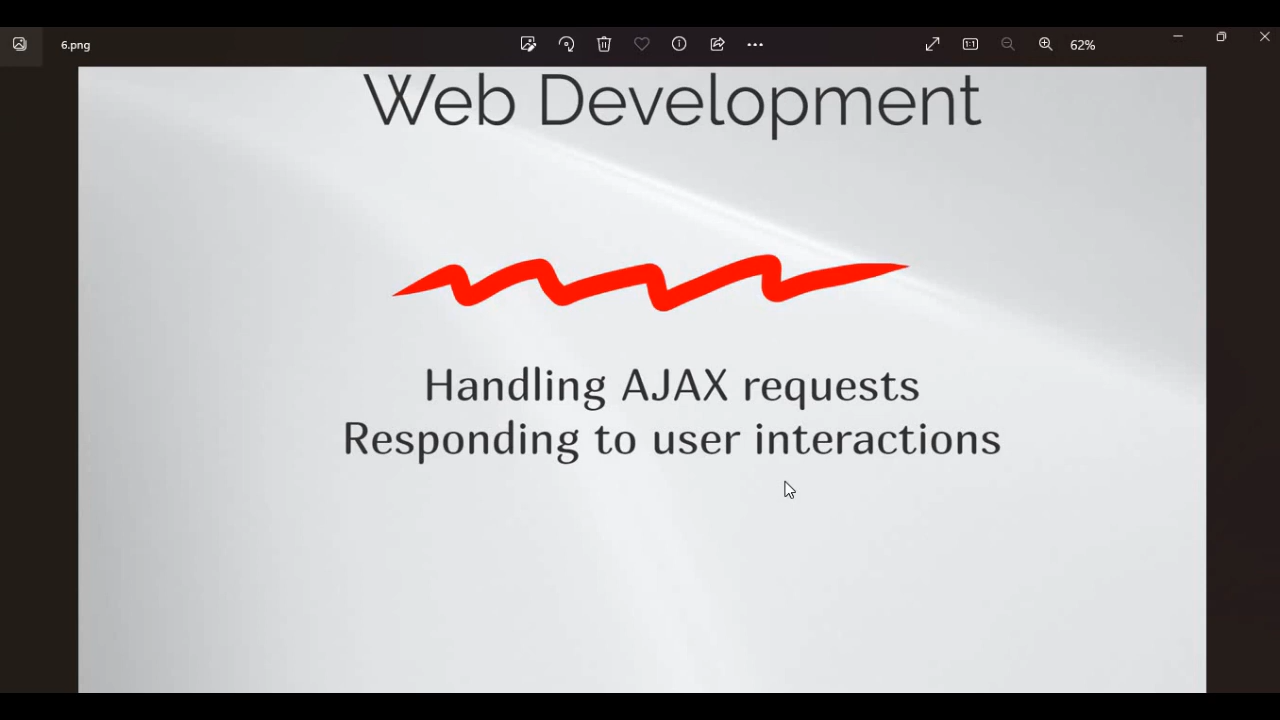 6.png
62%
Web Development
Handling AJAX requests
Responding to user interactions